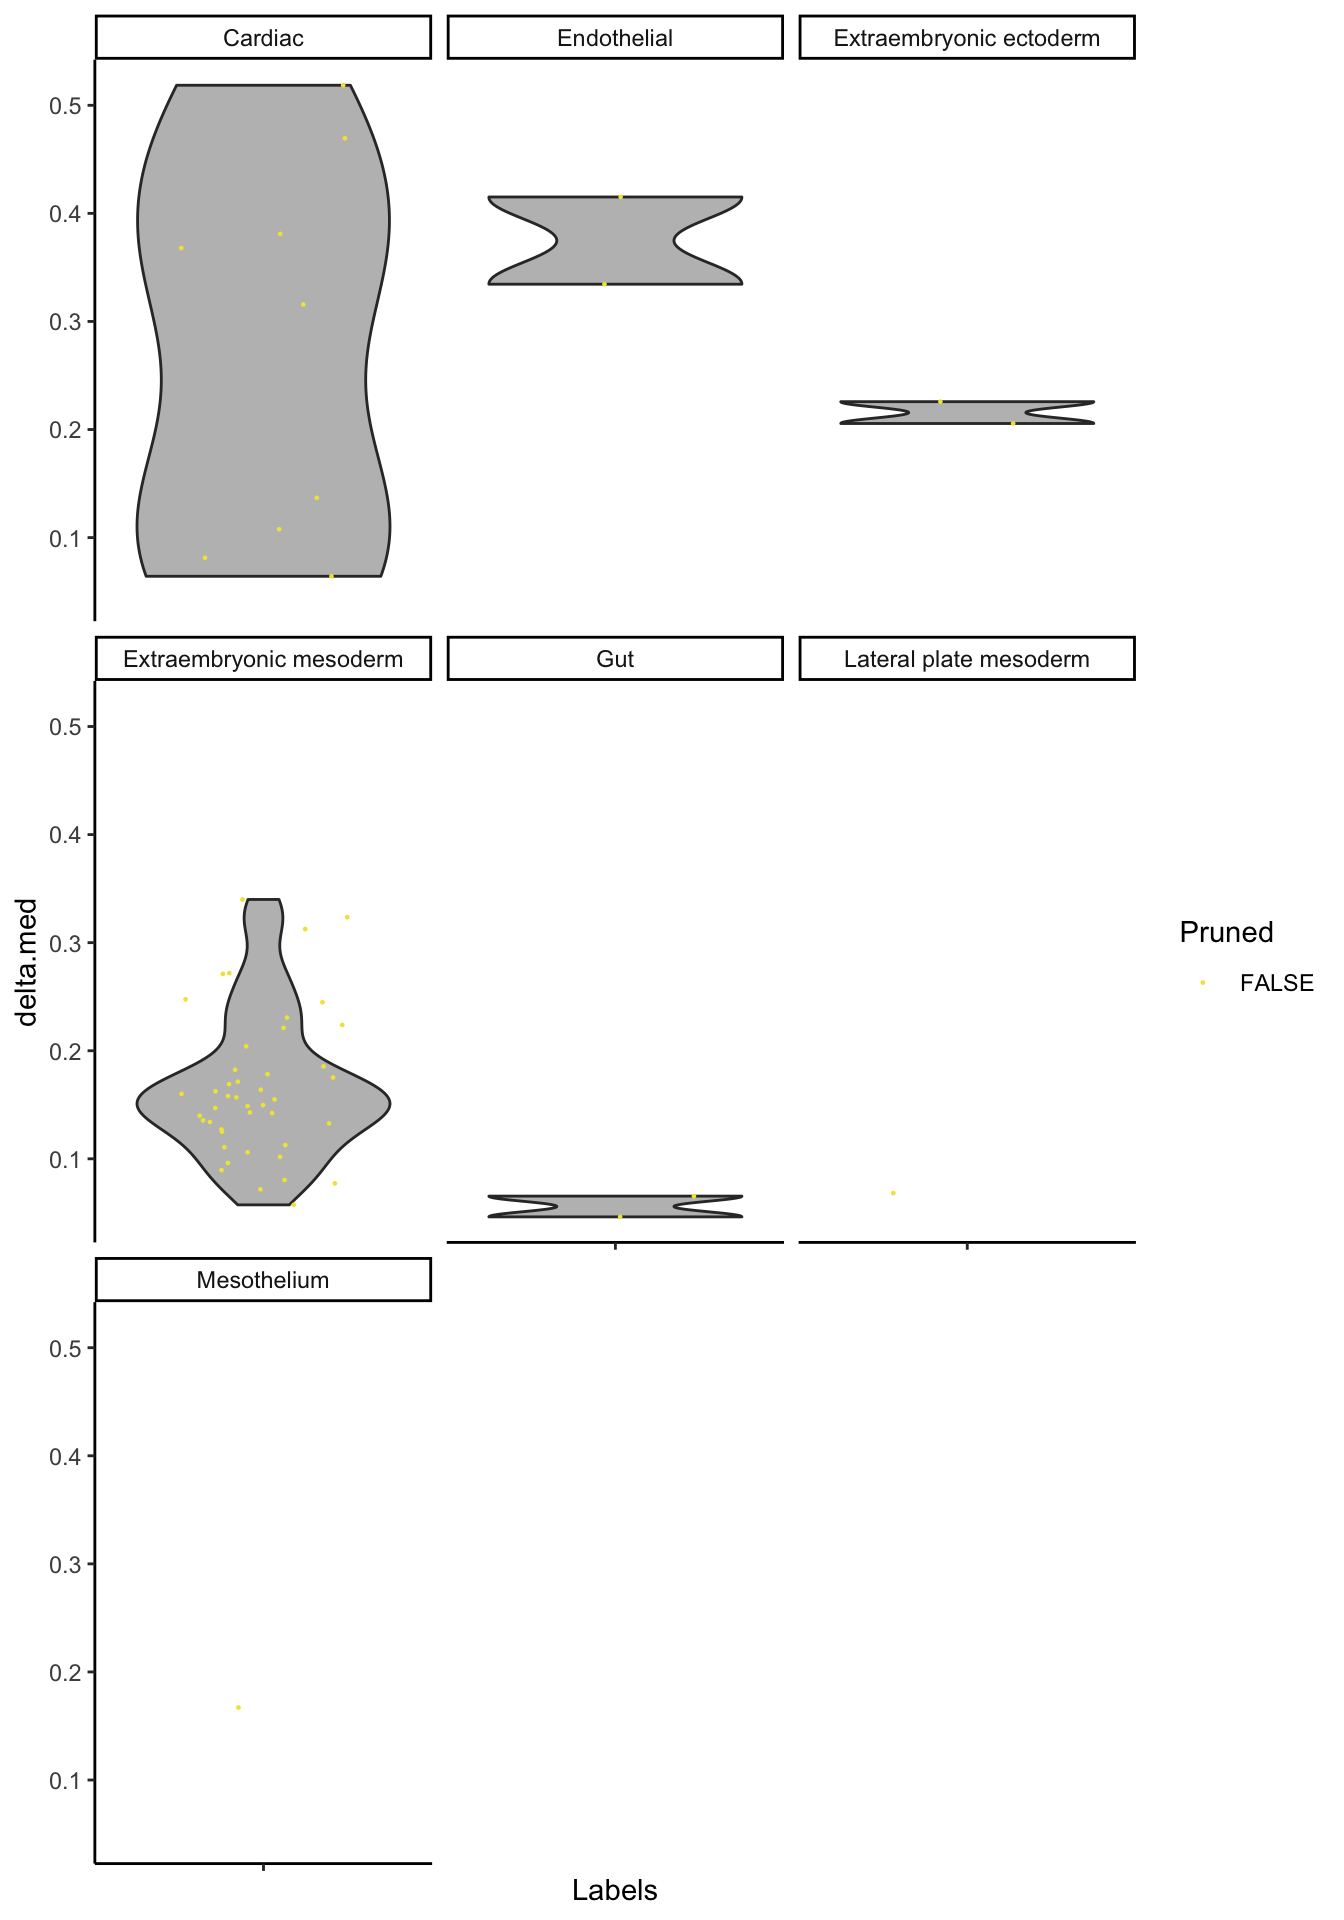 Cardiac
Endothelial
Extraembryonic ectoderm
0.5
0.4
0.3
0.2
0.1
Extraembryonic mesoderm
Gut
Lateral plate mesoderm
0.5
0.4
0.3
0.2
0.1
delta.med
Pruned
FALSE
Mesothelium
0.5
0.4
0.3
0.2
0.1
Labels